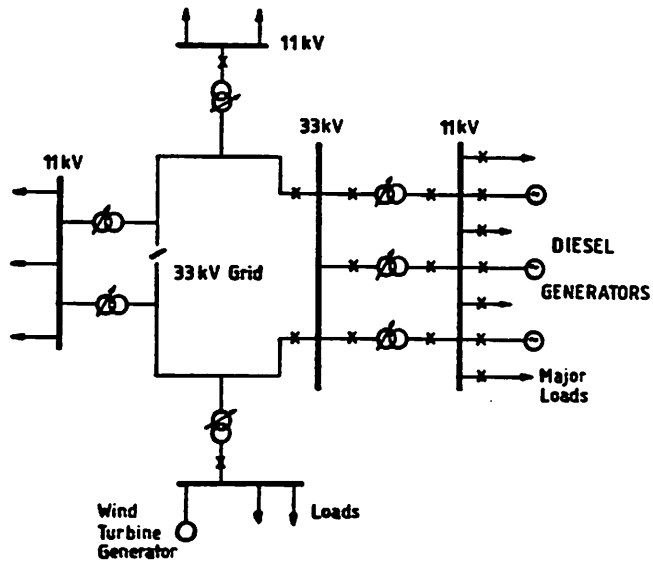 11kV
33kV
11kV
11kV
33kV Grid
DIESEL
GENERATORS
Major
Loads
Wind
Turbine
Generator
Loads